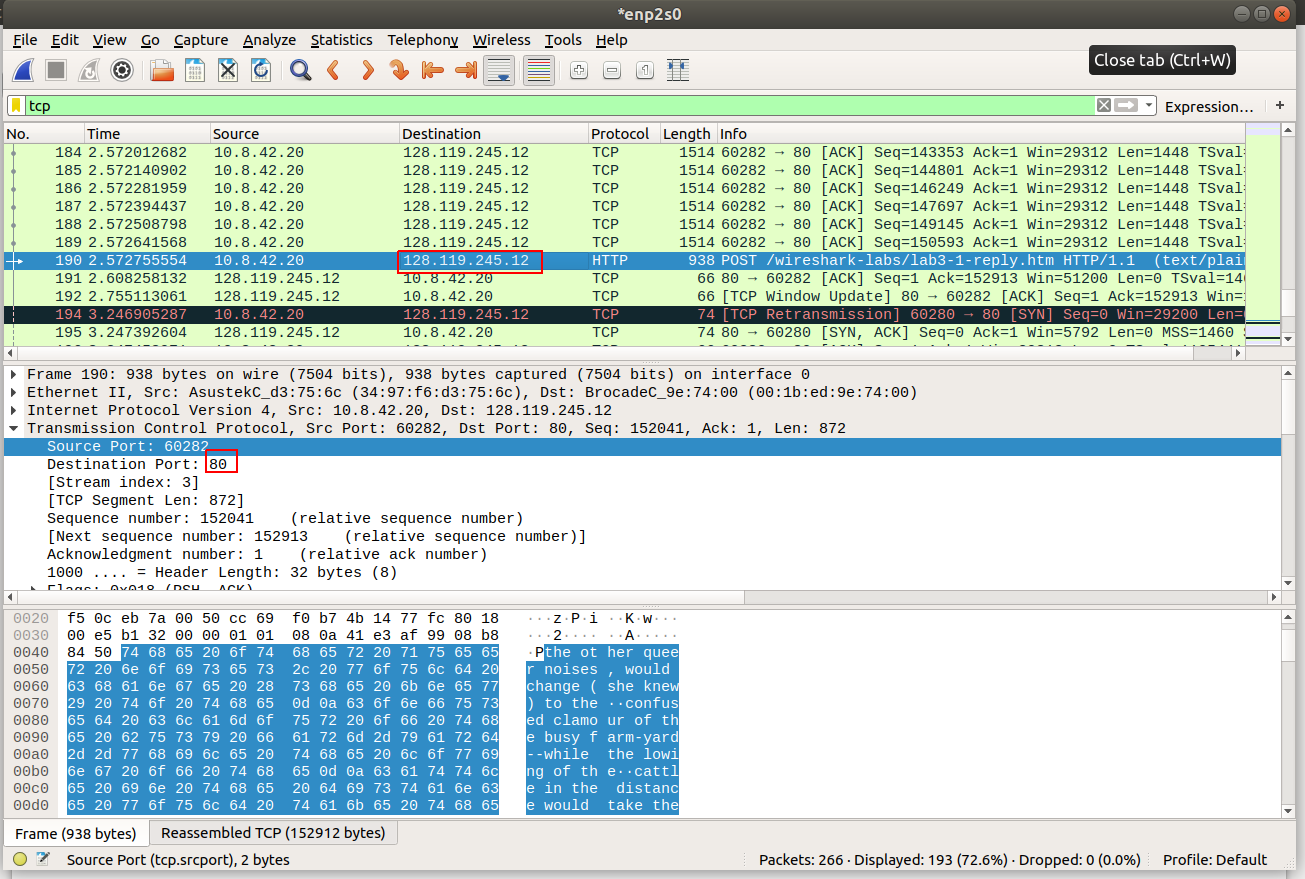 *enp2s0
File Edit View Go Capture Analyze Statistics Telephony Wireless Tools Help
Close tab (Ctrl+W)
tcp Expression… +
No. Time Source Destination Protocol Length Info
184 2.572012682 10.8.42.20 128.119.245.12 TCP 1514 60282 → 80 [ACK] Seq=143353 Ack=1 Win=29312 Len=1448 TSval=
185 2.572140902 10.8.42.20 128.119.245.12 TCP 1514 60282 → 80 [ACK] Seq=144801 Ack=1 Win=29312 Len=1448 TSval=
186 2.572281959 10.8.42.20 128.119.245.12 TCP 1514 60282 → 80 [ACK] Seq=146249 Ack=1 Win=29312 Len=1448 TSval=
187 2.572394437 10.8.42.20 128.119.245.12 TCP 1514 60282 → 80 [ACK] Seq=147697 Ack=1 Win=29312 Len=1448 TSval=
188 2.572508798 10.8.42.20 128.119.245.12 TCP 1514 60282 → 80 [ACK] Seq=149145 Ack=1 Win=29312 Len=1448 TSval=
189 2.572641568 10.8.42.20 128.119.245.12 TCP 1514 60282 → 80 [ACK] Seq=150593 Ack=1 Win=29312 Len=1448 TSval=
190 2.572755554 10.8.42.20 128.119.245.12 HTTP 938 POST /wireshark-labs/lab3-1-reply.htm HTTP/1.1 (text/plain
191 2.608258132 128.119.245.12 10.8.42.20 TCP 66 80 → 60282 [ACK] Seq=1 Ack=152913 Win=51200 Len=0 TSval=146
192 2.755113061 128.119.245.12 10.8.42.20 TCP 66 [TCP Window Update] 80 → 60282 [ACK] Seq=1 Ack=152913 Win=
194 3.246905287 10.8.42.20 128.119.245.12 TCP 74 [TCP Retransmission] 60280 → 80 [SYN] Seq=0 Win=29200 Len=
195 3.247392604 128.119.245.12 10.8.42.20 TCP 74 80 → 60280 [SYN, ACK] Seq=0 Ack=1 Win=5792 Len=0 MSS=1460
Frame 190: 938 bytes on wire (7504 bits), 938 bytes captured (7504 bits) on interface 0
Ethernet II, Src: AsustekC_d3:75:6c (34:97:f6:d3:75:6c), Dst: BrocadeC_9e:74:00 (00:1b:ed:9e:74:00)
Internet Protocol Version 4, Src: 10.8.42.20, Dst: 128.119.245.12
Transmission Control Protocol, Src Port: 60282, Dst Port: 80, Seq: 152041, Ack: 1, Len: 872
Source Port: 60282
Destination Port: 80
[Stream index: 3]
[TCP Segment Len: 872]
Sequence number: 152041 (relative sequence number)
[Next sequence number: 152913 (relative sequence number)]
Acknowledgment number: 1 (relative ack number)
1000 .... = Header Length: 32 bytes (8)
Flags: 0x018 (PSH, ACK)
0020 f5 0c eb 7a 00 50 cc 69 f0 b7 4b 14 77 fc 80 18 ···z·P·i ··K·w···
0030 00 e5 b1 32 00 00 01 01 08 0a 41 e3 af 99 08 b8 ···2···· ··A·····
0040 84 50 74 68 65 20 6f 74 68 65 72 20 71 75 65 65 ·Pthe ot her quee
0050 72 20 6e 6f 69 73 65 73 2c 20 77 6f 75 6c 64 20 r noises , would
0060 63 68 61 6e 67 65 20 28 73 68 65 20 6b 6e 65 77 change ( she knew
0070 29 20 74 6f 20 74 68 65 0d 0a 63 6f 6e 66 75 73 ) to the ··confus
0080 65 64 20 63 6c 61 6d 6f 75 72 20 6f 66 20 74 68 ed clamo ur of th
0090 65 20 62 75 73 79 20 66 61 72 6d 2d 79 61 72 64 e busy f arm-yard
00a0 2d 2d 77 68 69 6c 65 20 74 68 65 20 6c 6f 77 69 --while the lowi
00b0 6e 67 20 6f 66 20 74 68 65 0d 0a 63 61 74 74 6c ng of th e··cattl
00c0 65 20 69 6e 20 74 68 65 20 64 69 73 74 61 6e 63 e in the distanc
00d0 65 20 77 6f 75 6c 64 20 74 61 6b 65 20 74 68 65 e would take the
Frame (938 bytes) Reassembled TCP (152912 bytes)
Source Port (tcp.srcport), 2 bytes Packets: 266 · Displayed: 193 (72.6%) · Dropped: 0 (0.0%) Profile: Default